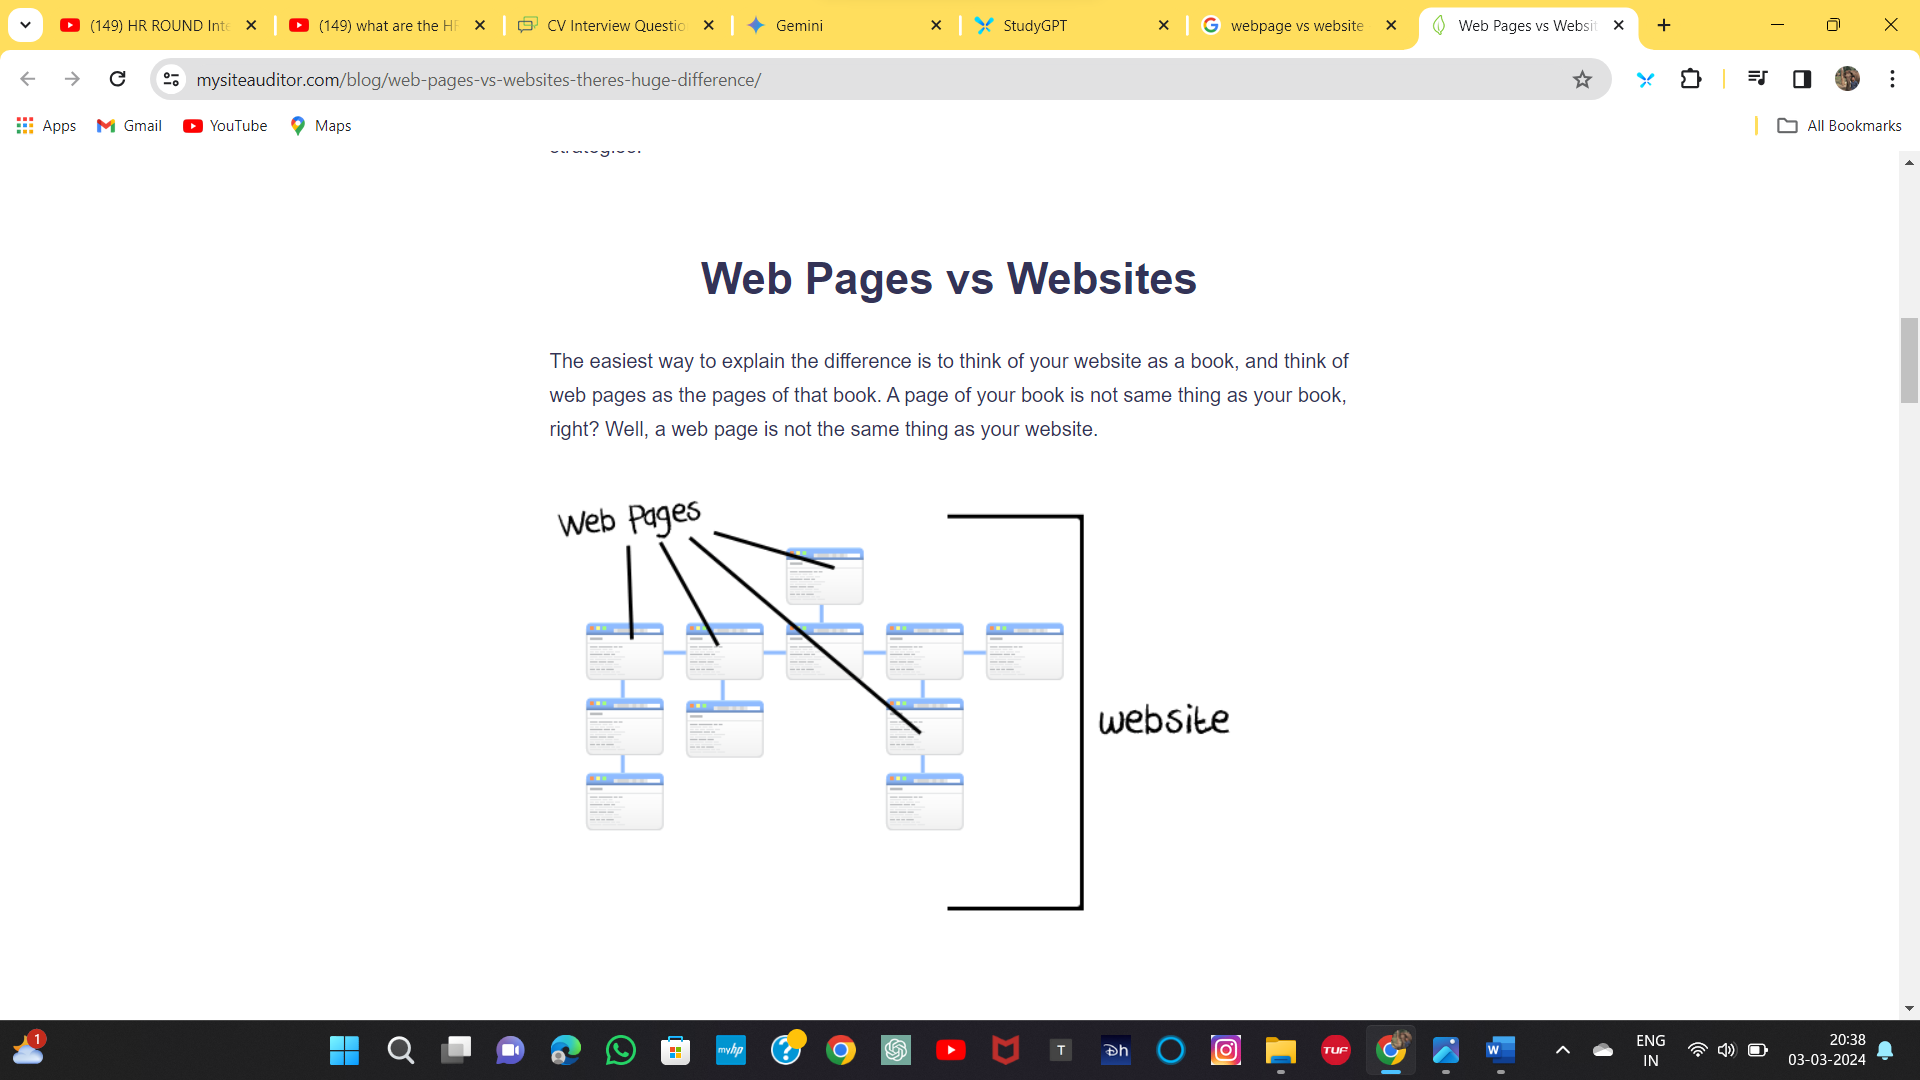 (149) HR ROUND Inte
(149) what are the HR
CV Interview Questio
Gemini
StudyGPT
webpage vs website
Web Pages vs Websit
mysiteauditor.com/blog/web-pages-vs-websites-theres-huge-difference/
Apps
Gmail
YouTube
Maps
All Bookmarks
Web Pages vs Websites
The easiest way to explain the difference is to think of your website as a book, and think of
web pages as the pages of that book. A page of your book is not same thing as your book,
right? Well, a web page is not the same thing as your website.
Web Pages
website
1
myhp
T
Dh
TUF
W
ENG
IN
20:38
03-03-2024